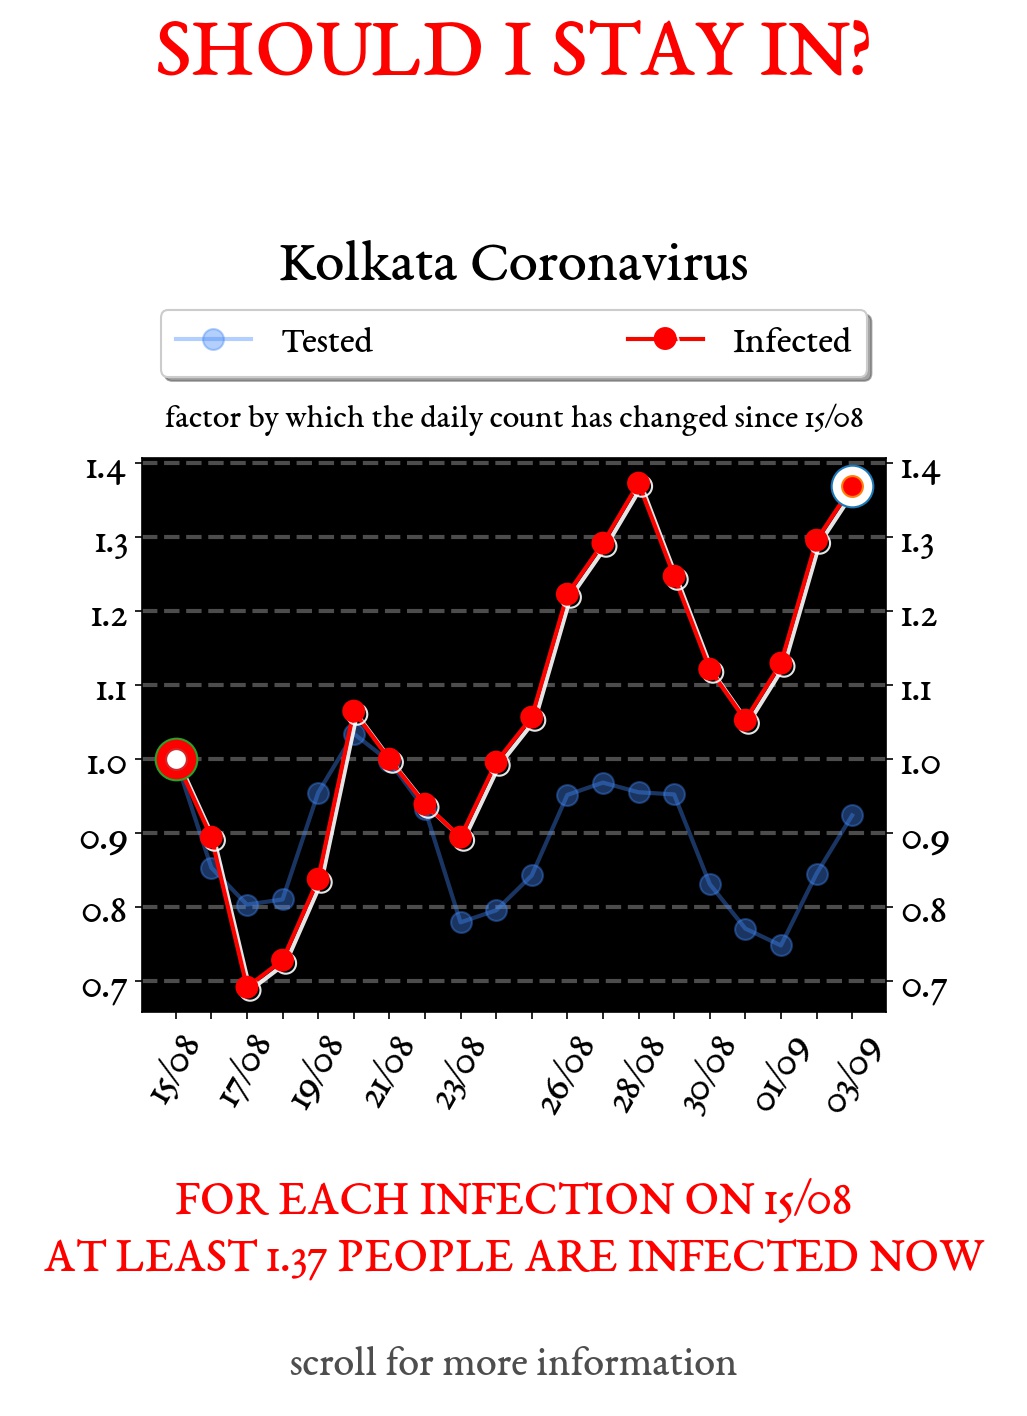 SHOULD I STAY IN?
Kolkata Coronavirus
Tested Infected
factor by which the daily count has changed since 15/08
1.4 1.4
1.3 1.3
1.2 1.2
1.1 1.1
1.0 1.0
0.9 0.9
0.8 0.8
0.7 0.7
15/08 17/08 19/08 21/08 23/08 26/08 28/08 30/08 01/09 03/09
FOR EACH INFECTION ON 15/08
AT LEAST 1.37 PEOPLE ARE INFECTED NOW
scroll for more information